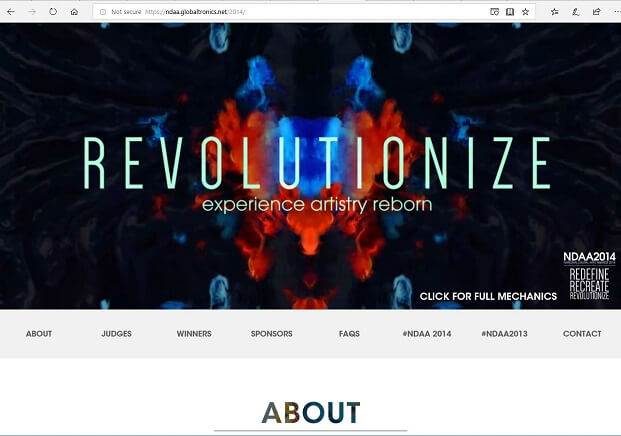 Not secure https://ndaa.globaltronics.net/2014/
REVOLUTIONIZE
experience artistry reborn
NDAA2014
REDEFINE
RECREATE
REVOLUTIONIZE
CLICK FOR FULL MECHANICS
ABOUT JUDGES WINNERS SPONSORS FAQS #NDAA 2014 #NDAA2013 CONTACT
ABOUT